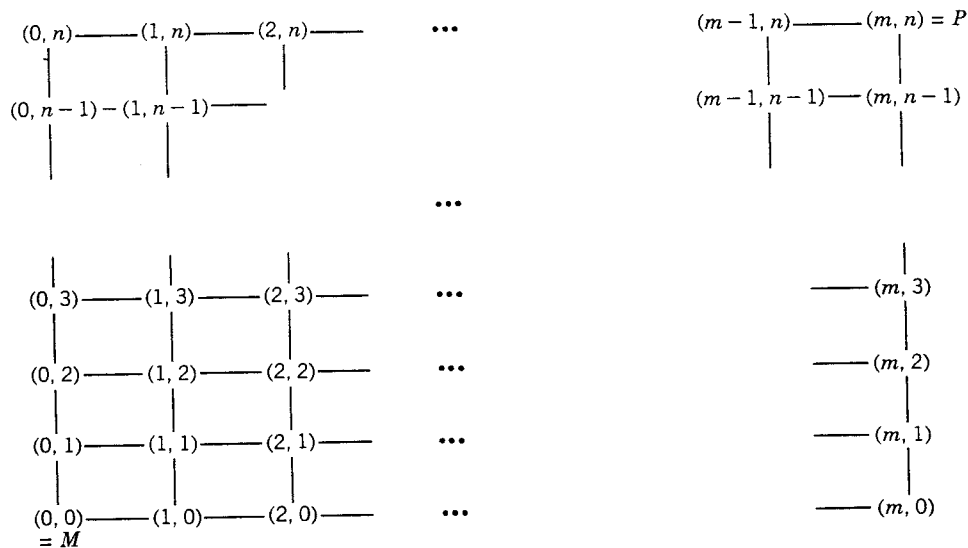 (0, n) (1, n) (2, n) ••• (m − 1, n) (m, n) = P
(0, n − 1) − (1, n − 1) (m − 1, n − 1) (m, n − 1)
•••
(0, 3) (1, 3) (2, 3) ••• (m, 3)
(0, 2) (1, 2) (2, 2) ••• (m, 2)
(0, 1) (1, 1) (2, 1) ••• (m, 1)
(0, 0) (1, 0) (2, 0) ••• (m, 0)
= M